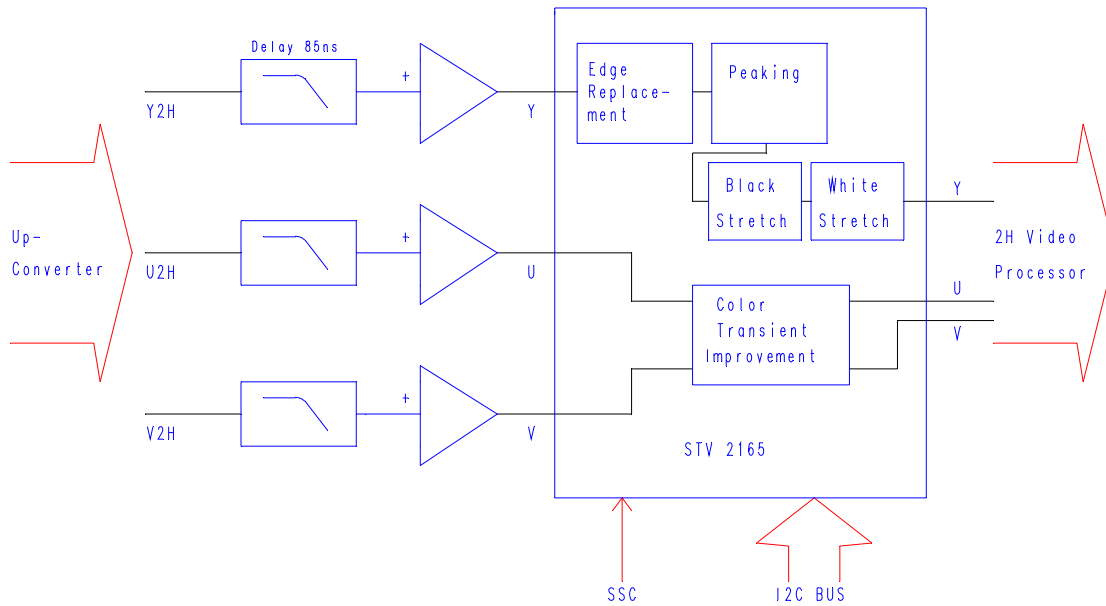 Delay 85ns
Edge
Replace-
ment
Peaking
+
Y2H
Y
Black
Stretch
White
Stretch
Y
Up-
Converter
+
U2H
U
2H Video
Processor
Color
Transient
Improvement
U
V
+
V2H
V
STV 2165
SSC
I2C BUS